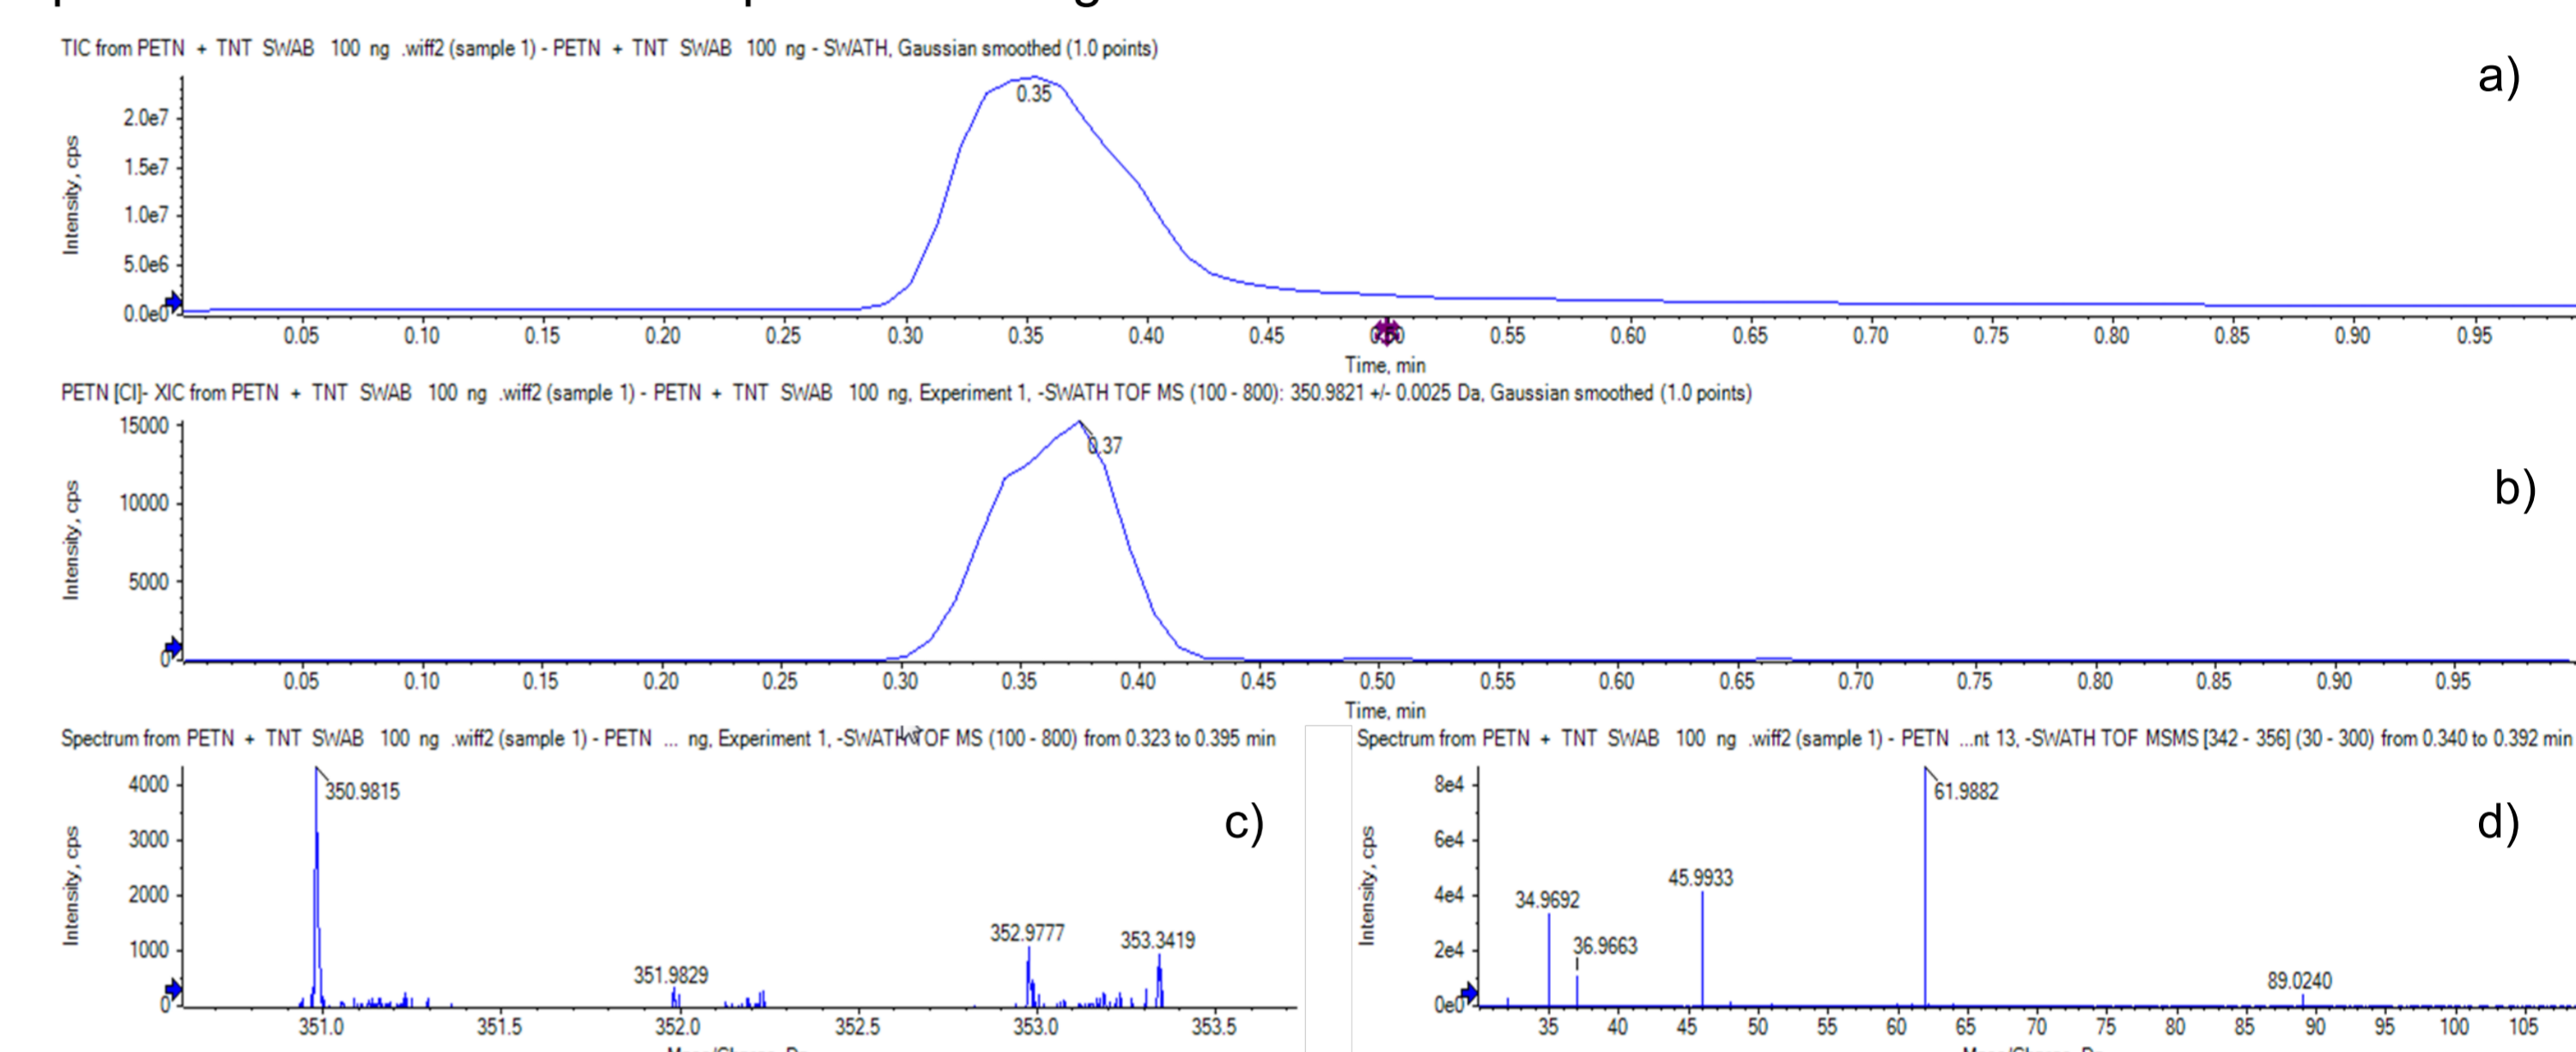 TIC from PETN + TNT SWAB 100 ng .wiff2 (sample 1) - PETN + TNT SWAB 100 ng - SWATH, Gaussian smoothed (1.0 points)
a)
Intensity, cps
2.0e7
1.5e7
1.0e7
5.0e6
0.0e0
0.35
0.05 0.10 0.15 0.20 0.25 0.30 0.35 0.40 0.45 0.55 0.60 0.65 0.70 0.75 0.80 0.85 0.90 0.95
Time, min
PETN [Cl]- XIC from PETN + TNT SWAB 100 ng .wiff2 (sample 1) - PETN + TNT SWAB 100 ng, Experiment 1, -SWATH TOF MS (100 - 800): 350.9821 +/- 0.0025 Da, Gaussian smoothed (1.0 points)
b)
Intensity, cps
15000
10000
5000
0
0.37
0.05 0.10 0.15 0.20 0.25 0.30 0.35 0.40 0.45 0.50 0.55 0.60 0.65 0.70 0.75 0.80 0.85 0.90 0.95
Time, min
Spectrum from PETN + TNT SWAB 100 ng .wiff2 (sample 1) - PETN ... ng, Experiment 1, -SWATH TOF MS (100 - 800) from 0.323 to 0.395 min
c)
Intensity, cps
4000
3000
2000
1000
0
350.9815
351.9829
352.9777
353.3419
351.0 351.5 352.0 352.5 353.0 353.5
Spectrum from PETN + TNT SWAB 100 ng .wiff2 (sample 1) - PETN ...nt 13, -SWATH TOF MSMS [342 - 356] (30 - 300) from 0.340 to 0.392 min
d)
Intensity, cps
8e4
6e4
4e4
2e4
0e0
34.9692
36.9663
45.9933
61.9882
89.0240
35 40 45 50 55 60 65 70 75 80 85 90 95 100 105